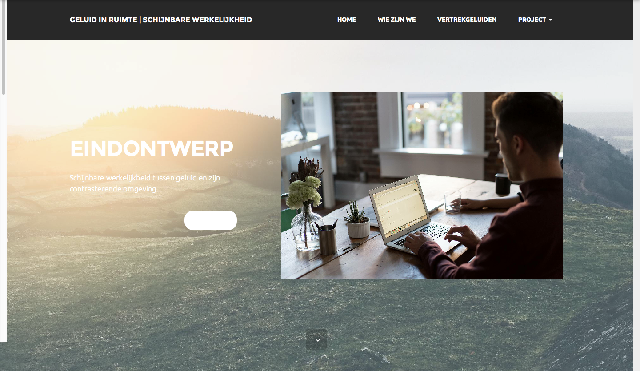 GELUID IN RUIMTE | SCHIJNBARE WERKELIJKHEID
HOME
WIE ZIJN WE
VERTREKGELUIDEN
PROJECT
EINDONTWERP
Schijnbare werkelijkheid tussen geluid en zijn
contrasterende omgeving.